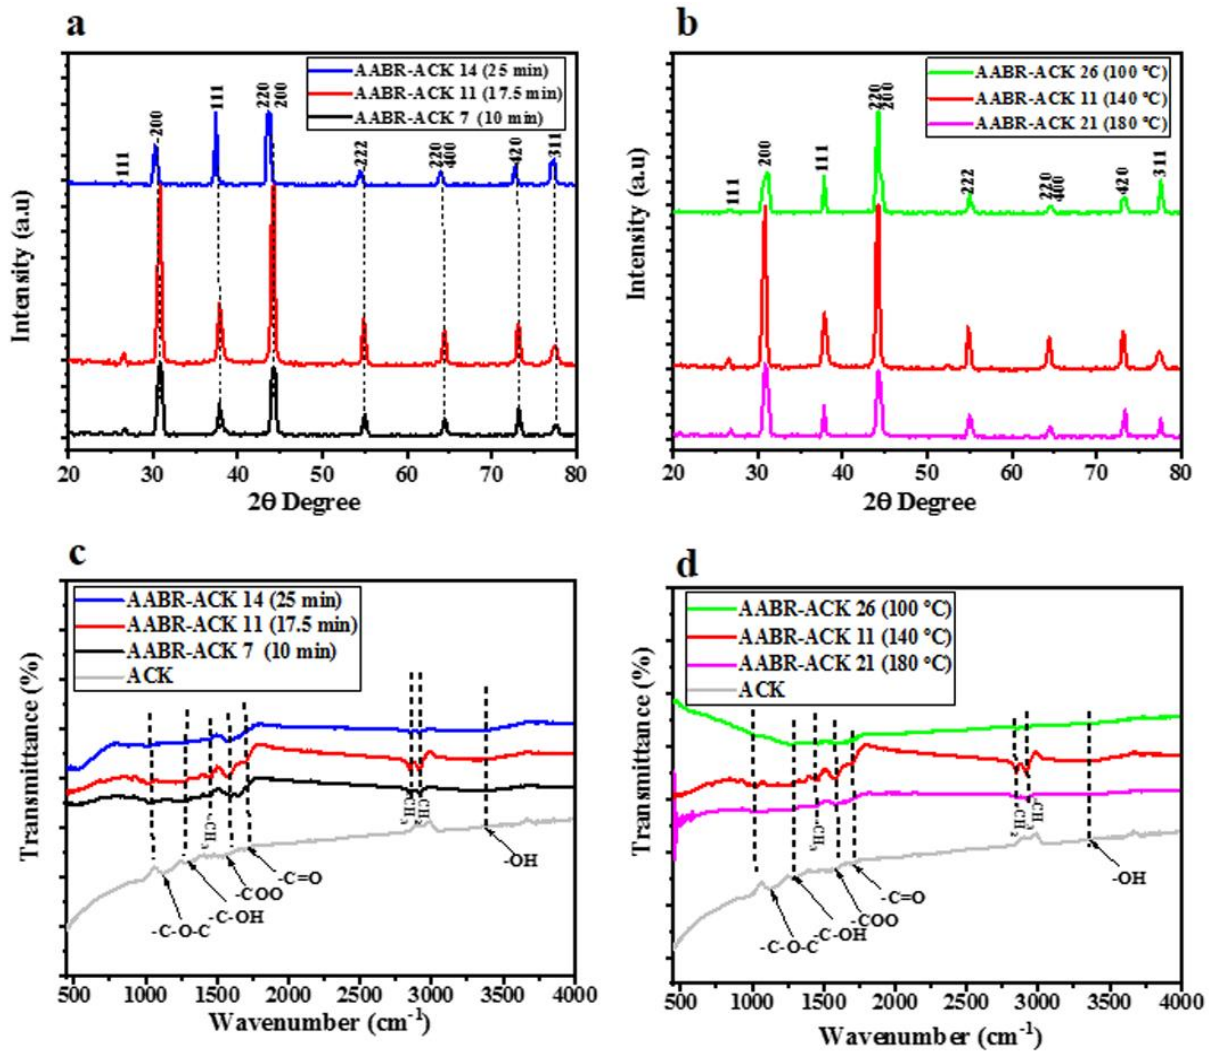 a
AABR-ACK 14 (25 min)
AABR-ACK 11 (17.5 min)
AABR-ACK 7 (10 min)
111
200
111
220
200
222
220
400
420
311
Intensity (a.u)
20 30 40 50 60 70 80
2θ Degree
b
AABR-ACK 26 (100 °C)
AABR-ACK 11 (140 °C)
AABR-ACK 21 (180 °C)
111
200
111
220
200
222
220
400
420
311
Intensity (a.u)
20 30 40 50 60 70 80
2θ Degree
c
AABR-ACK 14 (25 min)
AABR-ACK 11 (17.5 min)
AABR-ACK 7 (10 min)
ACK
Transmittance (%)
-CH3
-CH2
-CH3
-OH
-C=O
-COO
-C-OH
-C-O-C
500 1000 1500 2000 2500 3000 3500 4000
Wavenumber (cm-1)
d
AABR-ACK 26 (100 °C)
AABR-ACK 11 (140 °C)
AABR-ACK 21 (180 °C)
ACK
Transmittance (%)
-CH3
-CH2
-CH3
-OH
-C=O
-COO
-C-OH
-C-O-C
500 1000 1500 2000 2500 3000 3500 4000
Wavenumber (cm-1)